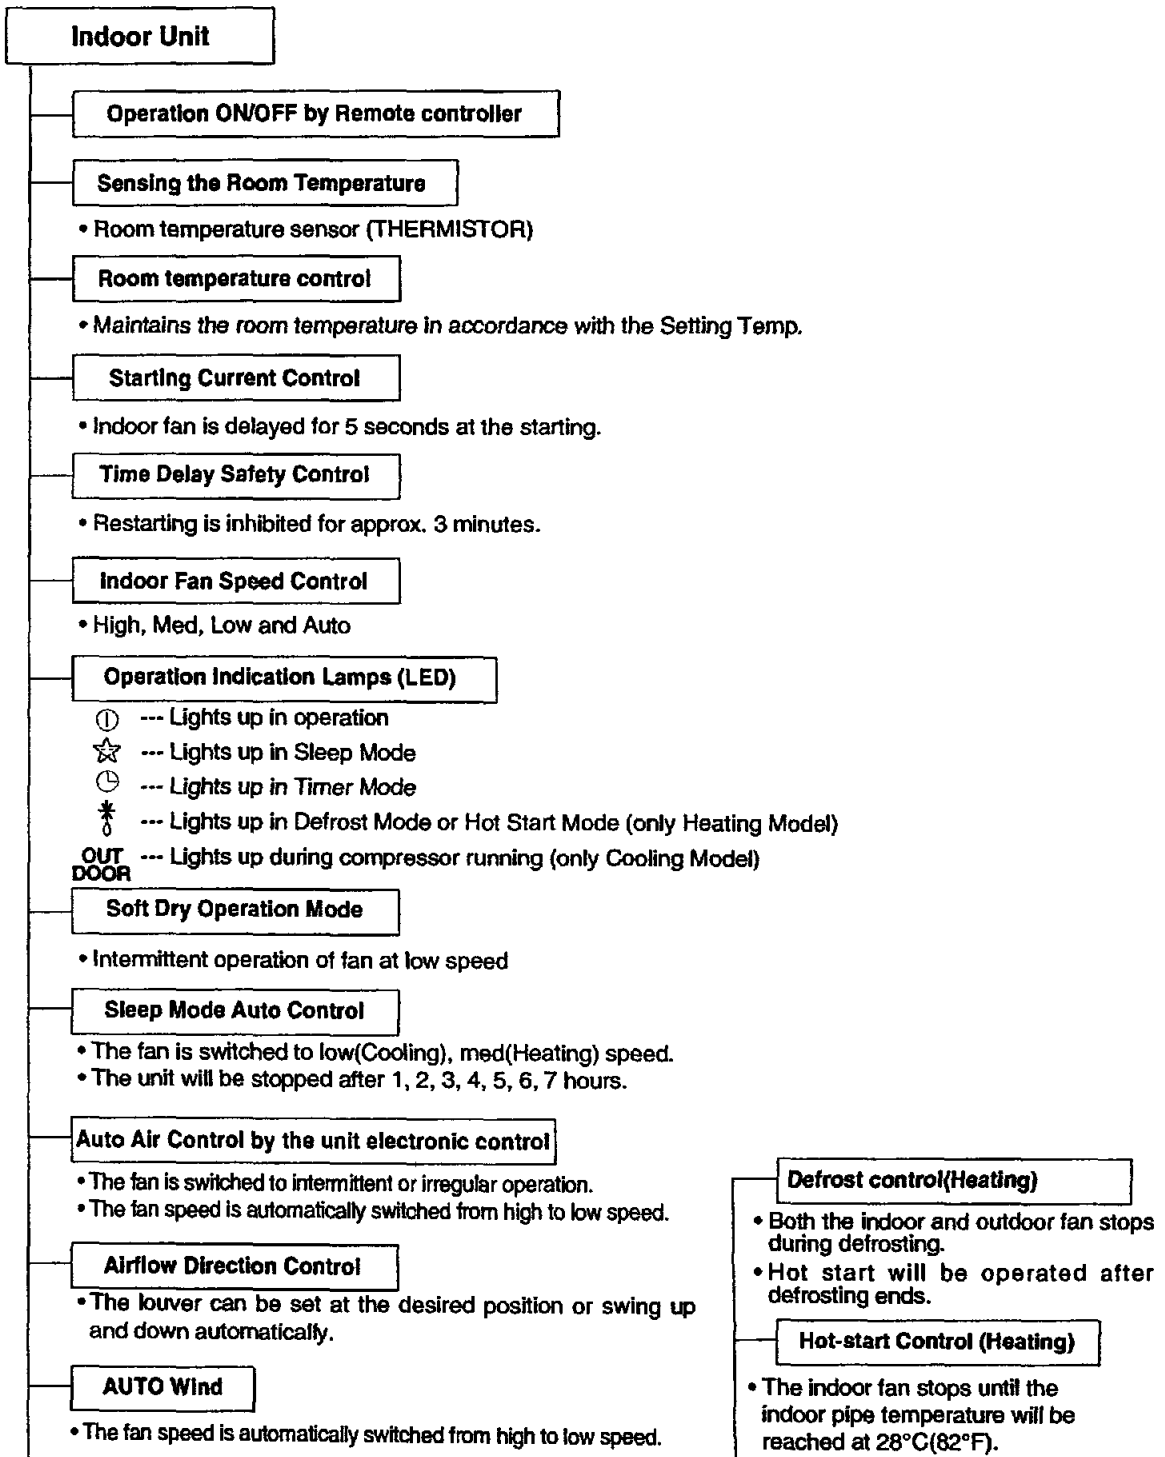 Indoor Unit
Operation ON/OFF by Remote controller
Sensing the Room Temperature
• Room temperature sensor (THERMISTOR)
Room temperature control
• Maintains the room temperature in accordance with the Setting Temp.
Starting Current Control
• Indoor fan is delayed for 5 seconds at the starting.
Time Delay Safety Control
• Restarting is inhibited for approx. 3 minutes.
Indoor Fan Speed Control
• High, Med, Low and Auto
Operation Indication Lamps (LED)
--- Lights up in operation
--- Lights up in Sleep Mode
--- Lights up in Timer Mode
--- Lights up in Defrost Mode or Hot Start Mode (only Heating Model)
OUT DOOR --- Lights up during compressor running (only Cooling Model)
Soft Dry Operation Mode
• Intermittent operation of fan at low speed
Sleep Mode Auto Control
• The fan is switched to low(Cooling), med(Heating) speed.
• The unit will be stopped after 1, 2, 3, 4, 5, 6, 7 hours.
Auto Air Control by the unit electronic control
• The fan is switched to intermittent or irregular operation.
• The fan speed is automatically switched from high to low speed.
Airflow Direction Control
• The louver can be set at the desired position or swing up
and down automatically.
AUTO Wind
• The fan speed is automatically switched from high to low speed.
Defrost control(Heating)
• Both the indoor and outdoor fan stops
during defrosting.
• Hot start will be operated after
defrosting ends.
Hot-start Control (Heating)
• The indoor fan stops until the
indoor pipe temperature will be
reached at 28°C(82°F).